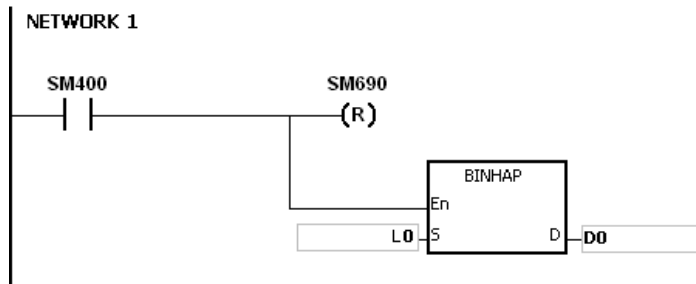 NETWORK 1
SM400
SM690
(R)
BINHAP
En
L0 S D D0